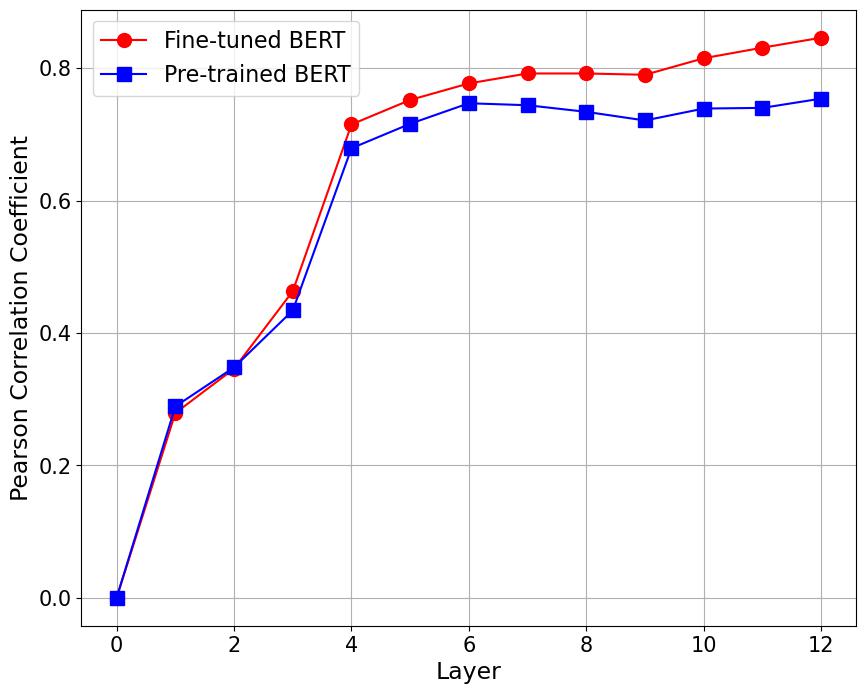 Fine-tuned BERT
Pre-trained BERT
0.8
0.6
0.4
0.2
0.0
Pearson Correlation Coefficient
0 2 4 6 8 10 12
Layer